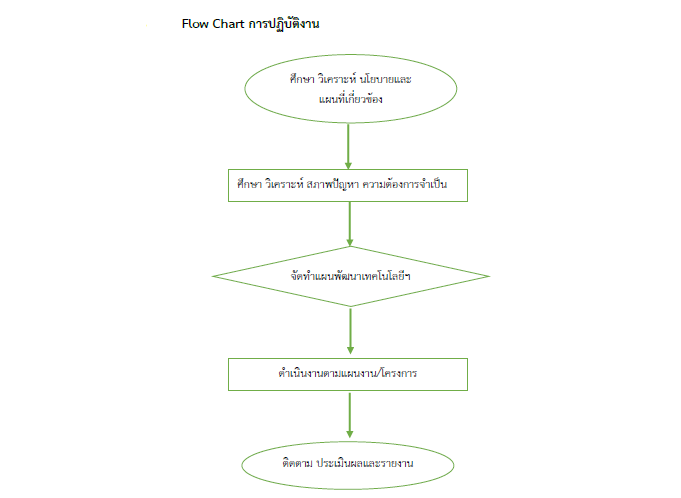 Flow Chart การปฏิบัติงาน
ศึกษา วิเคราะห์ นโยบายและ
แผนที่เกี่ยวข้อง
ศึกษา วิเคราะห์ สภาพปัญหา ความต้องการจำเป็น
จัดทำแผนพัฒนาเทคโนโลยีฯ
ดำเนินงานตามแผนงาน/โครงการ
ติดตาม ประเมินผลและรายงาน